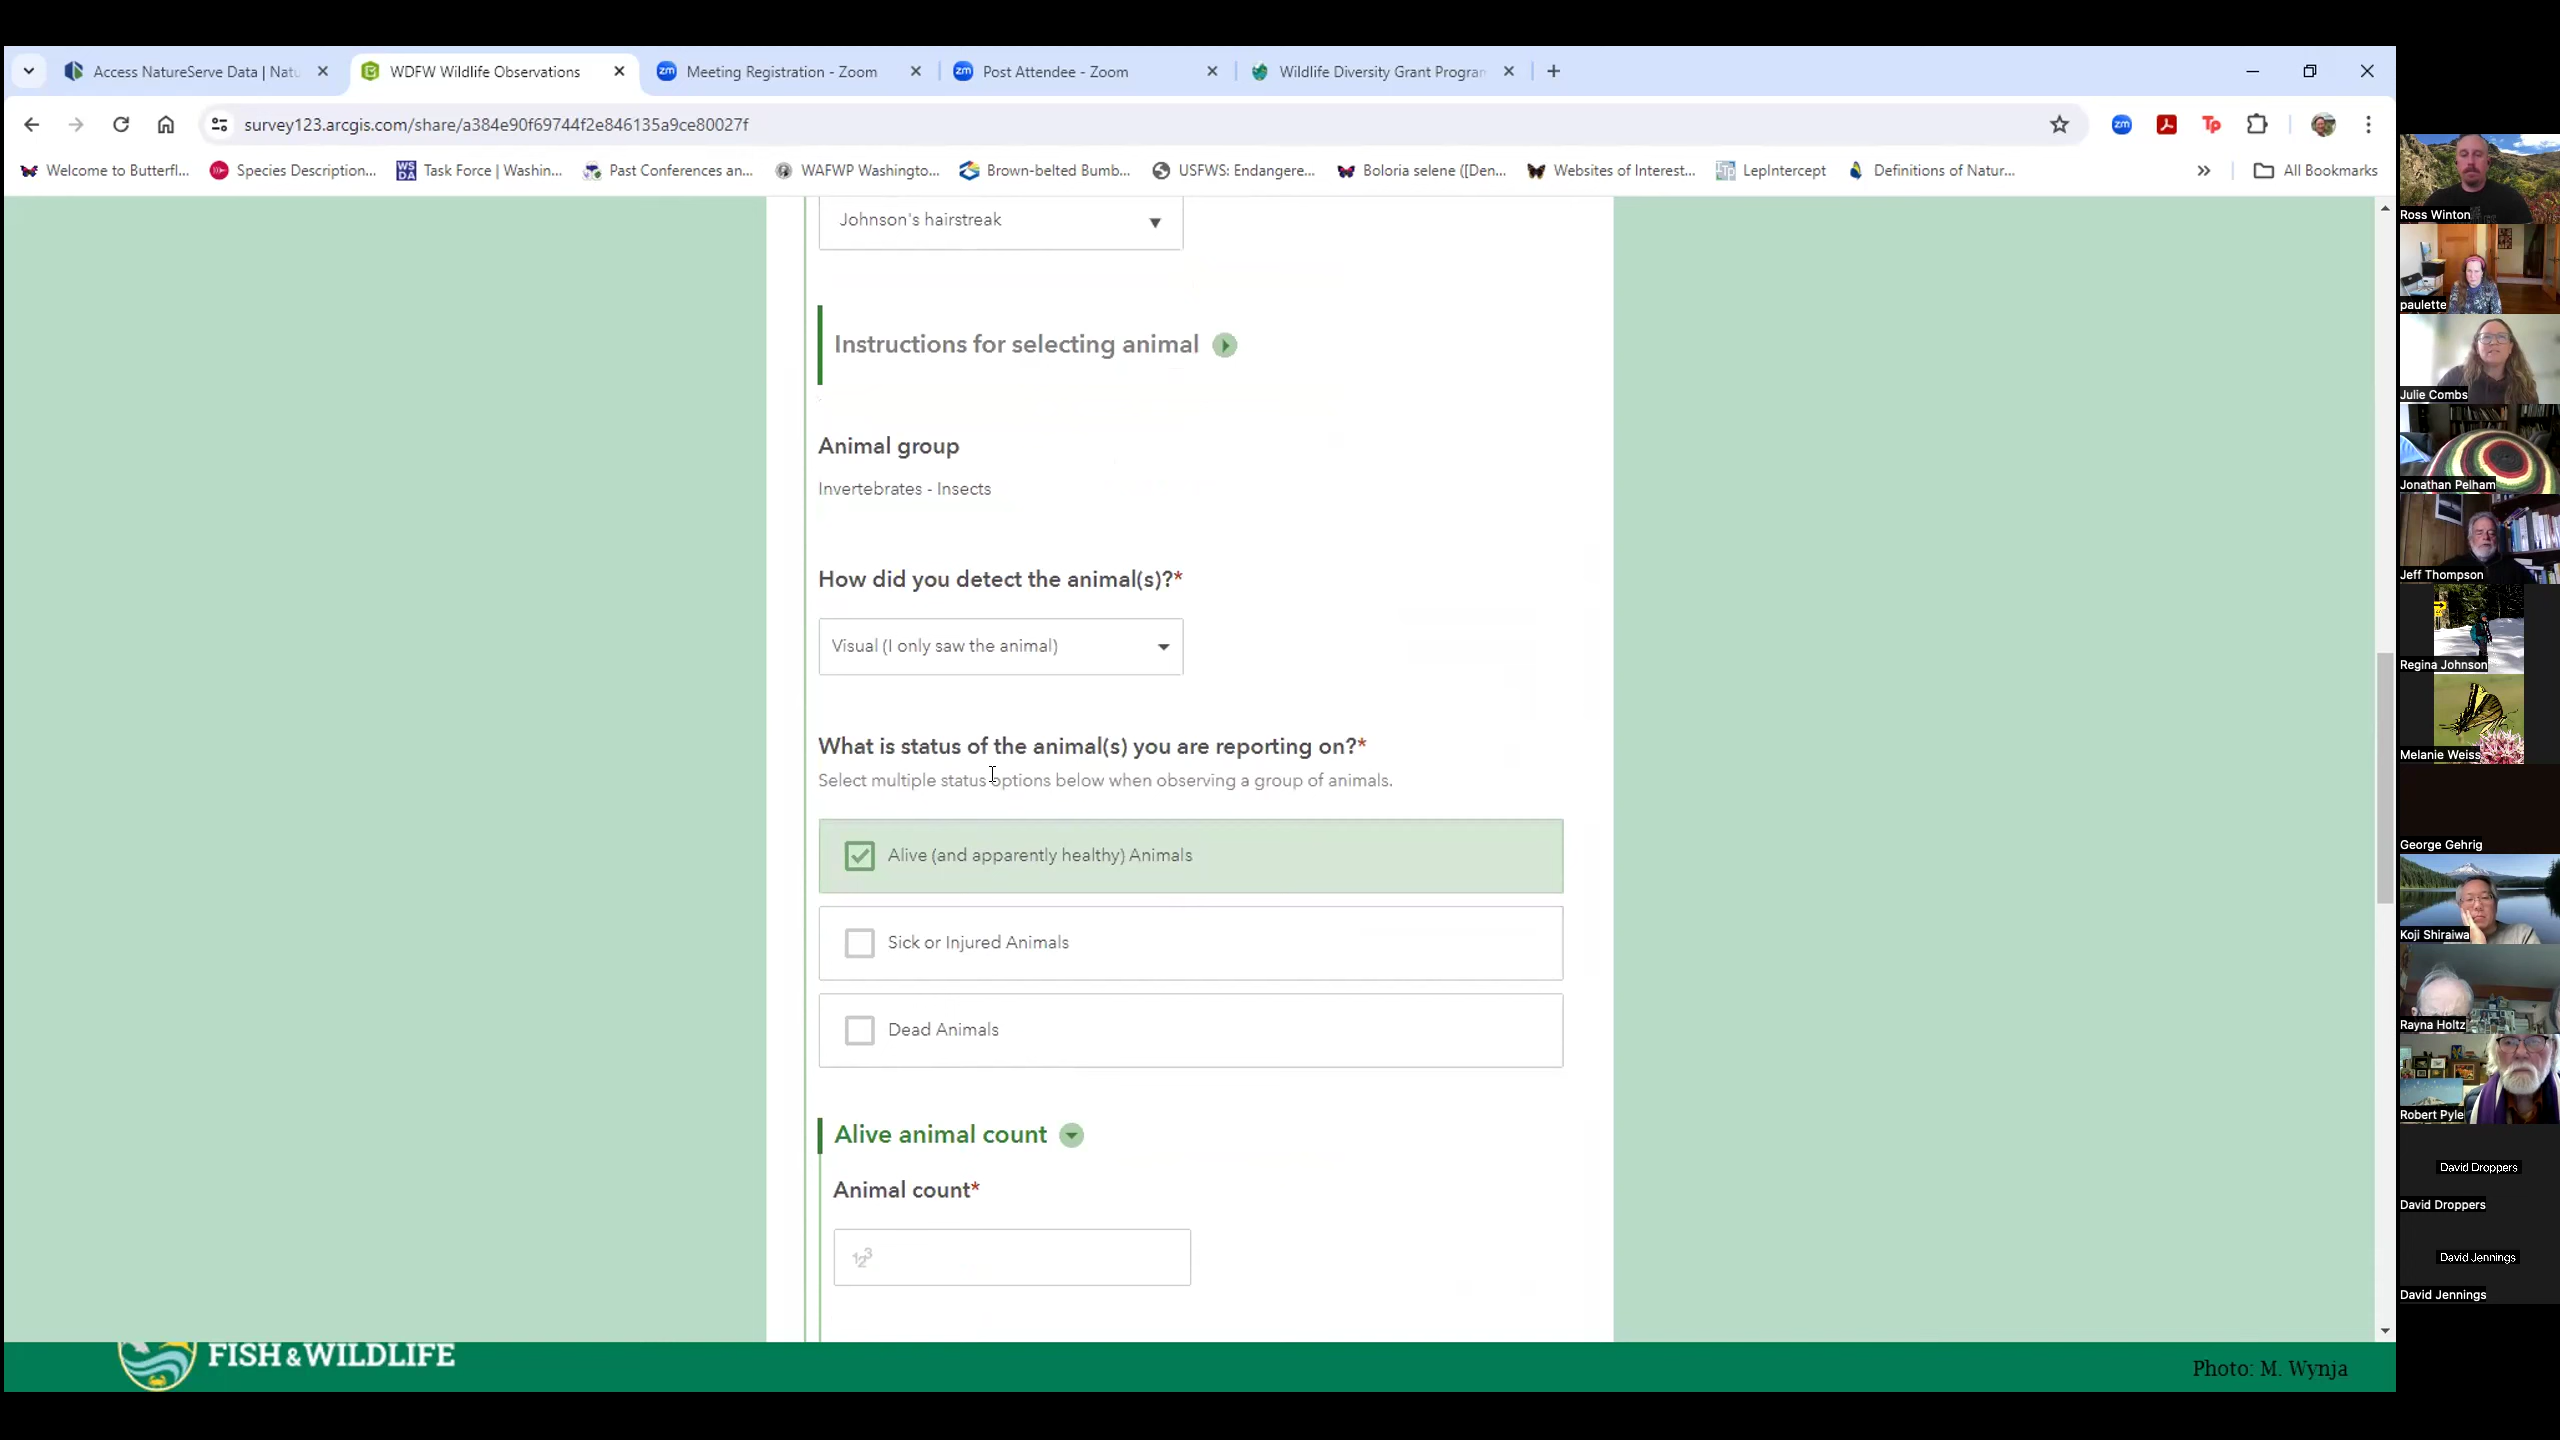 Access NatureServe Data | Natu
WDFW Wildlife Observations
Meeting Registration - Zoom
Post Attendee - Zoom
Wildlife Diversity Grant Program
survey123.arcgis.com/share/a384e90f69744f2e846135a9ce80027f
Welcome to Butterfl...
Species Description...
Task Force | Washin...
Past Conferences an...
WAFWP Washingto...
Brown-belted Bumb...
USFWS: Endangere...
Boloria selene ([Den...
Websites of Interest...
LepIntercept
Definitions of Natur...
All Bookmarks
Johnson's hairstreak
Instructions for selecting animal
Animal group
Invertebrates - Insects
How did you detect the animal(s)?*
Visual (I only saw the animal)
What is status of the animal(s) you are reporting on?*
Select multiple status options below when observing a group of animals.
Alive (and apparently healthy) Animals
Sick or Injured Animals
Dead Animals
Alive animal count
Animal count*
FISH & WILDLIFE
Photo: M. Wynja
Ross Winton
paulette
Julie Combs
Jonathan Pelham
Jeff Thompson
Regina Johnson
Melanie Weiss
George Gehrig
Koji Shiraiwa
Rayna Holtz
Robert Pyle
David Droppers
David Droppers
David Jennings
David Jennings